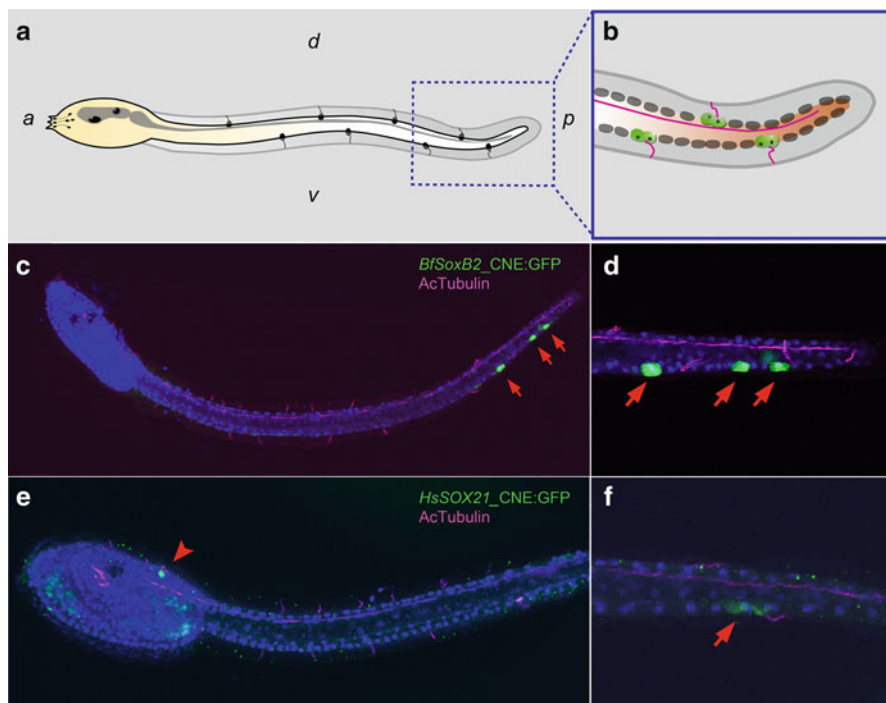 a
d
a
p
v
b
c
BfSoxB2_CNE:GFP
AcTubulin
d
e
HsSOX21_CNE:GFP
AcTubulin
f